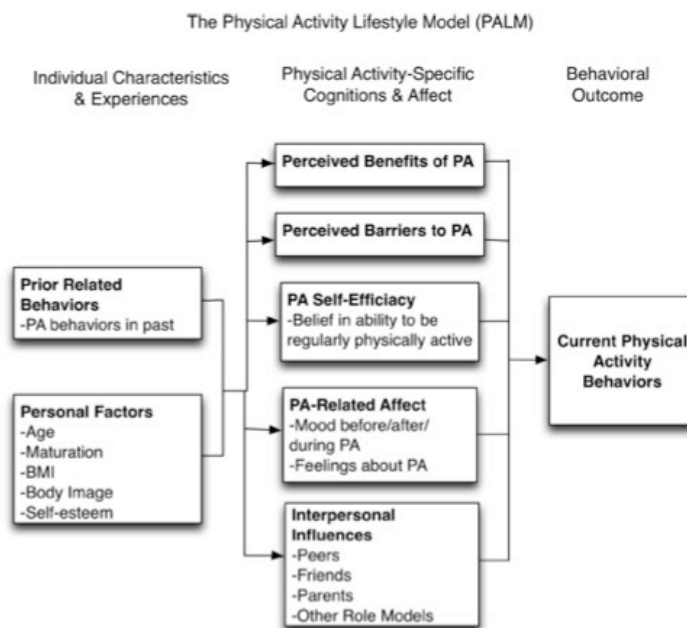 The Physical Activity Lifestyle Model (PALM)
Individual Characteristics
& Experiences
Physical Activity-Specific
Cognitions & Affect
Behavioral
Outcome
Prior Related
Behaviors
-PA behaviors in past
Personal Factors
-Age
-Maturation
-BMI
-Body Image
-Self-esteem
Perceived Benefits of PA
Perceived Barriers to PA
PA Self-Efficiacy
-Belief in ability to be
regularly physically active
PA-Related Affect
-Mood before/after/
during PA
-Feelings about PA
Interpersonal
Influences
-Peers
-Friends
-Parents
-Other Role Models
Current Physical
Activity
Behaviors